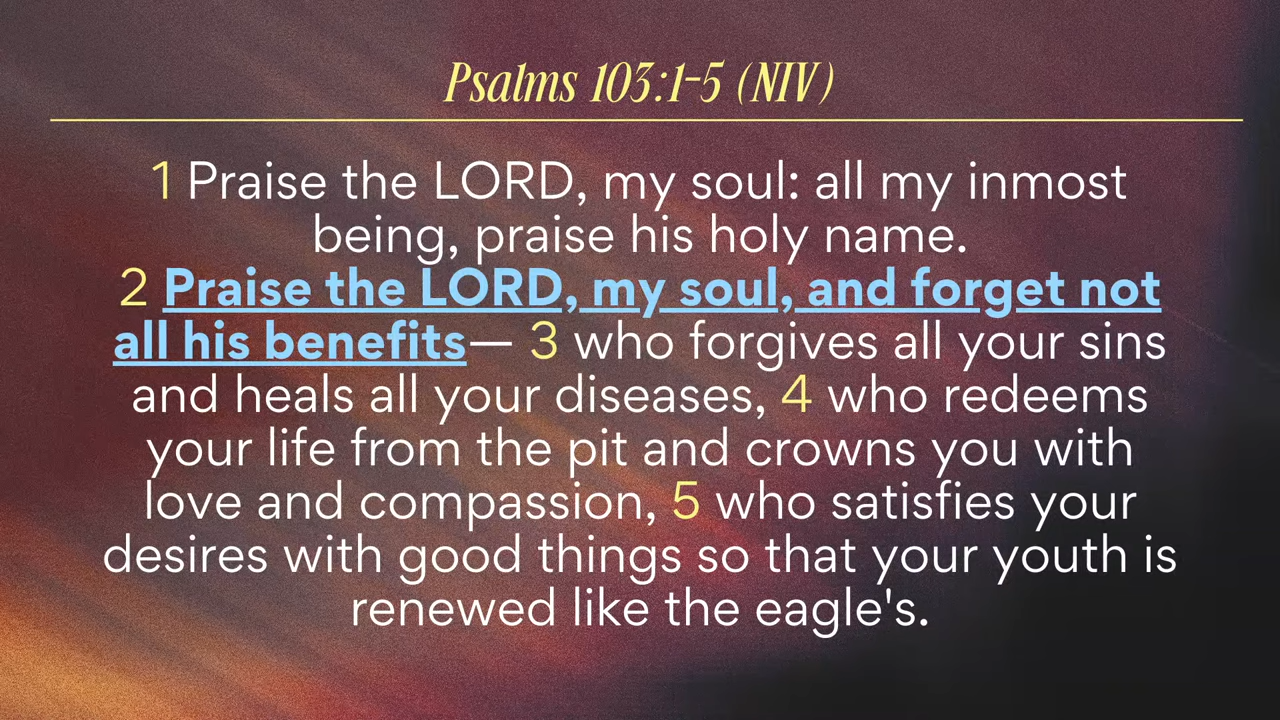 Psalms 103:1-5 (NIV)
1 Praise the LORD, my soul: all my inmost
being, praise his holy name.
2 Praise the LORD, my soul, and forget not
all his benefits— 3 who forgives all your sins
and heals all your diseases, 4 who redeems
your life from the pit and crowns you with
love and compassion, 5 who satisfies your
desires with good things so that your youth is
renewed like the eagle's.